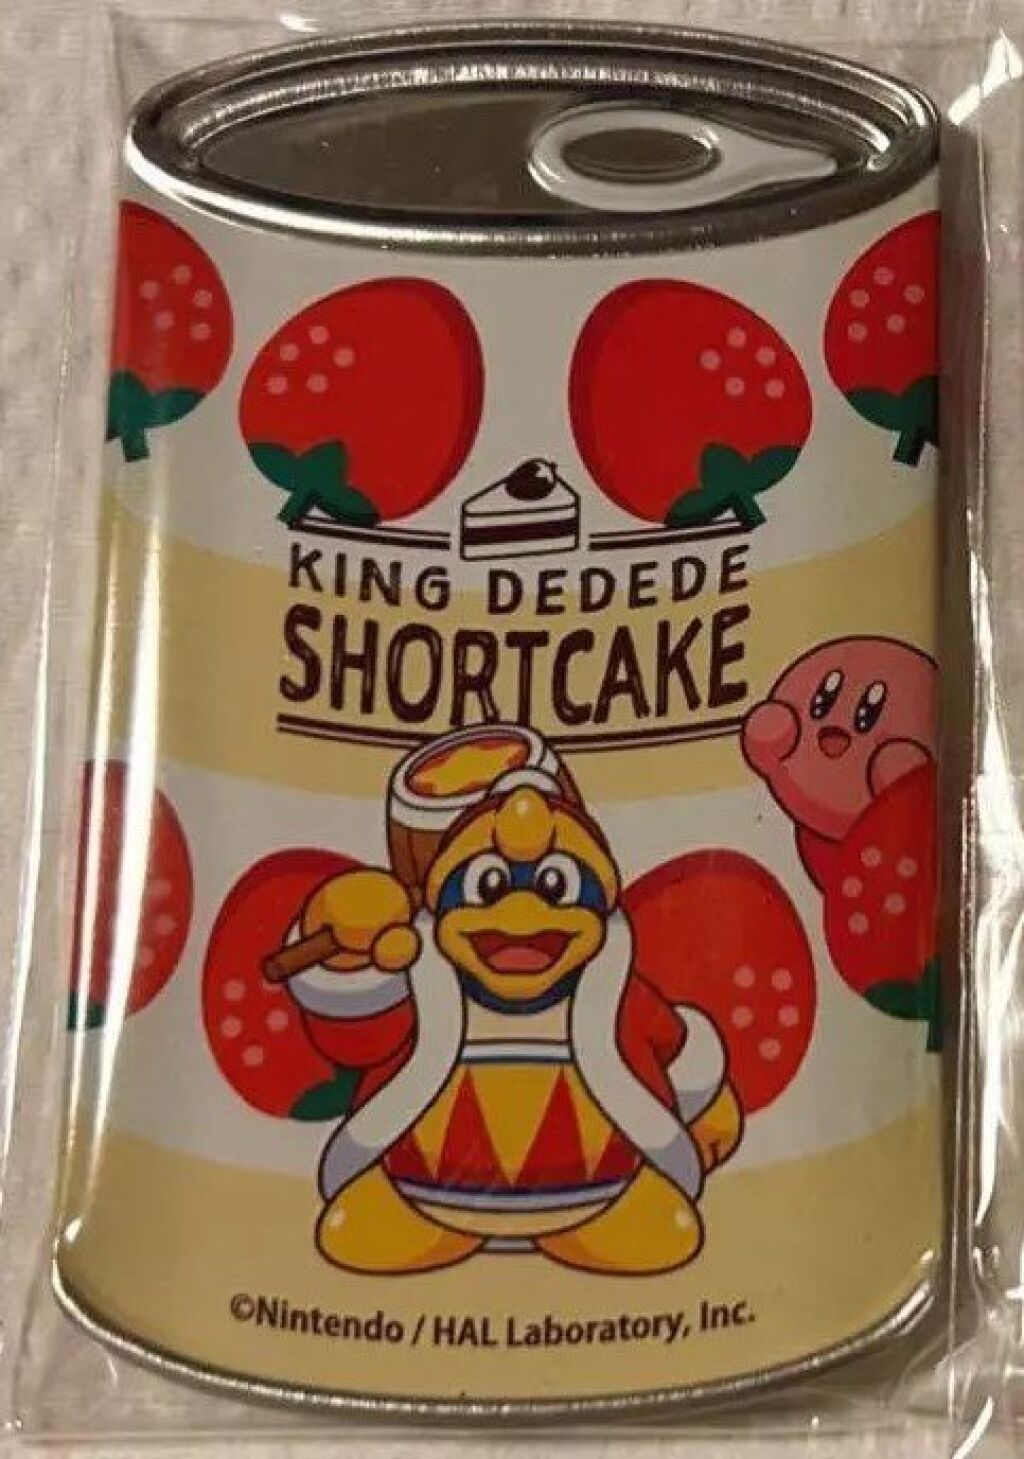 KING DEDEDE
SHORTCAKE
©Nintendo / HAL Laboratory, Inc.